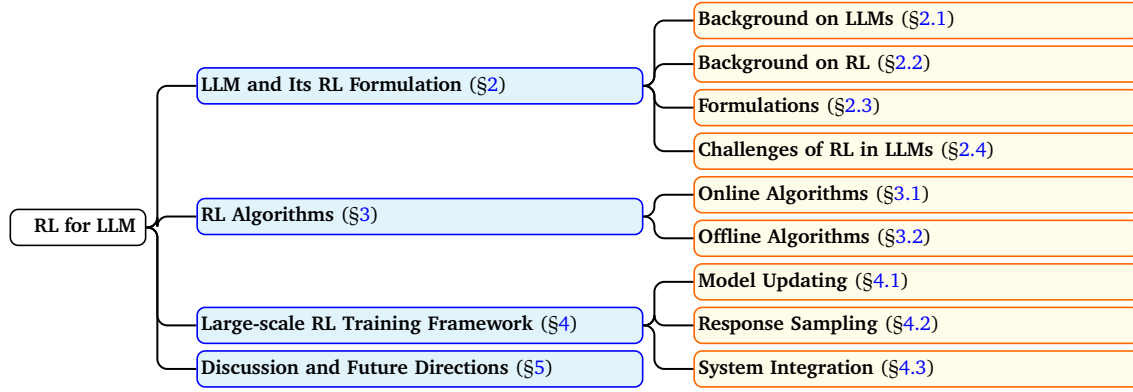 RL for LLM
LLM and Its RL Formulation (§2)
Background on LLMs (§2.1)
Background on RL (§2.2)
Formulations (§2.3)
Challenges of RL in LLMs (§2.4)
RL Algorithms (§3)
Online Algorithms (§3.1)
Offline Algorithms (§3.2)
Large-scale RL Training Framework (§4)
Model Updating (§4.1)
Response Sampling (§4.2)
System Integration (§4.3)
Discussion and Future Directions (§5)